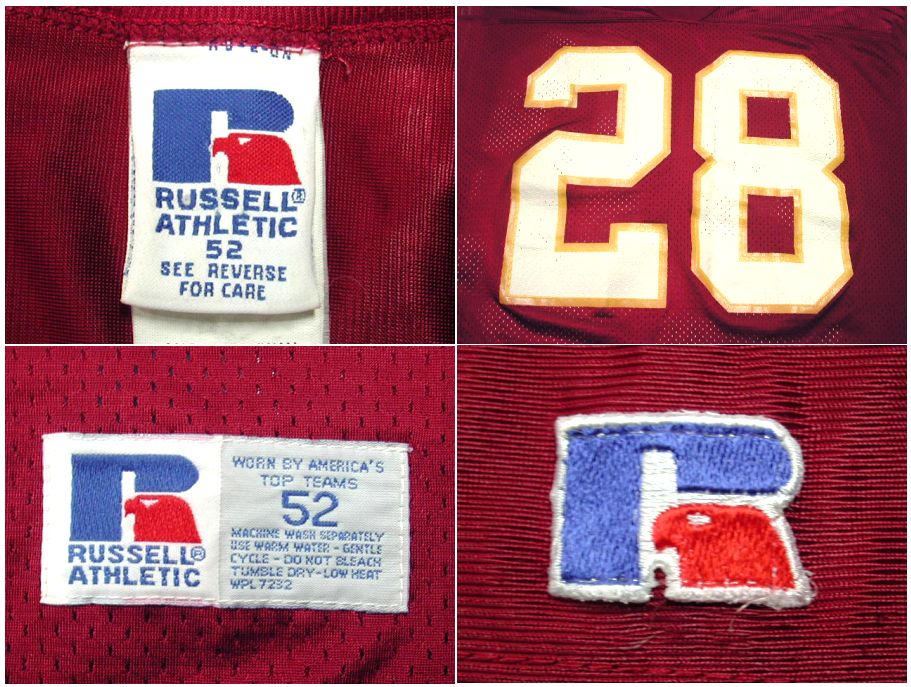 RUSSELL®
ATHLETIC
52
SEE REVERSE
FOR CARE
28
RUSSELL®
ATHLETIC
WORN BY AMERICA'S
TOP TEAMS
52
MACHINE WASH SEPARATELY
USE WARM WATER - GENTLE
CYCLE - DO NOT BLEACH
TUMBLE DRY - LOW HEAT
WPL 7232